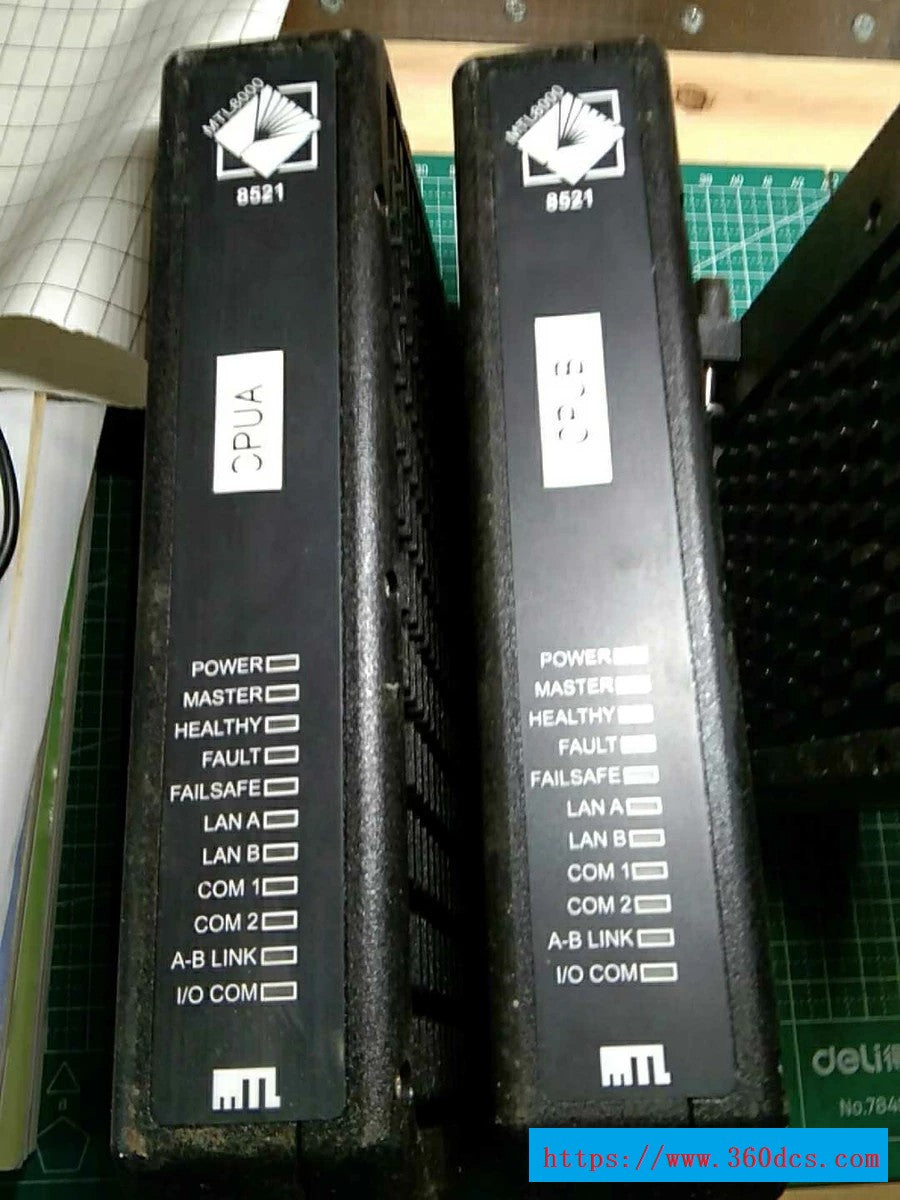 MTL8000
8521
CPUA
POWER
MASTER
HEALTHY
FAULT
FAILSAFE
LAN A
LAN B
COM 1
COM 2
A-B LINK
I/O COM
MTL
MTL8000
8521
CPUB
POWER
MASTER
HEALTHY
FAULT
FAILSAFE
LAN A
LAN B
COM 1
COM 2
A-B LINK
I/O COM
MTL
deli
https://www.360dcs.com